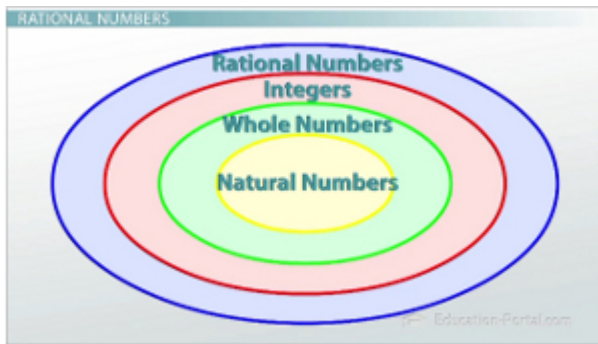 RATIONAL NUMBERS
Rational Numbers
Integers
Whole Numbers
Natural Numbers
Education-Portal.com